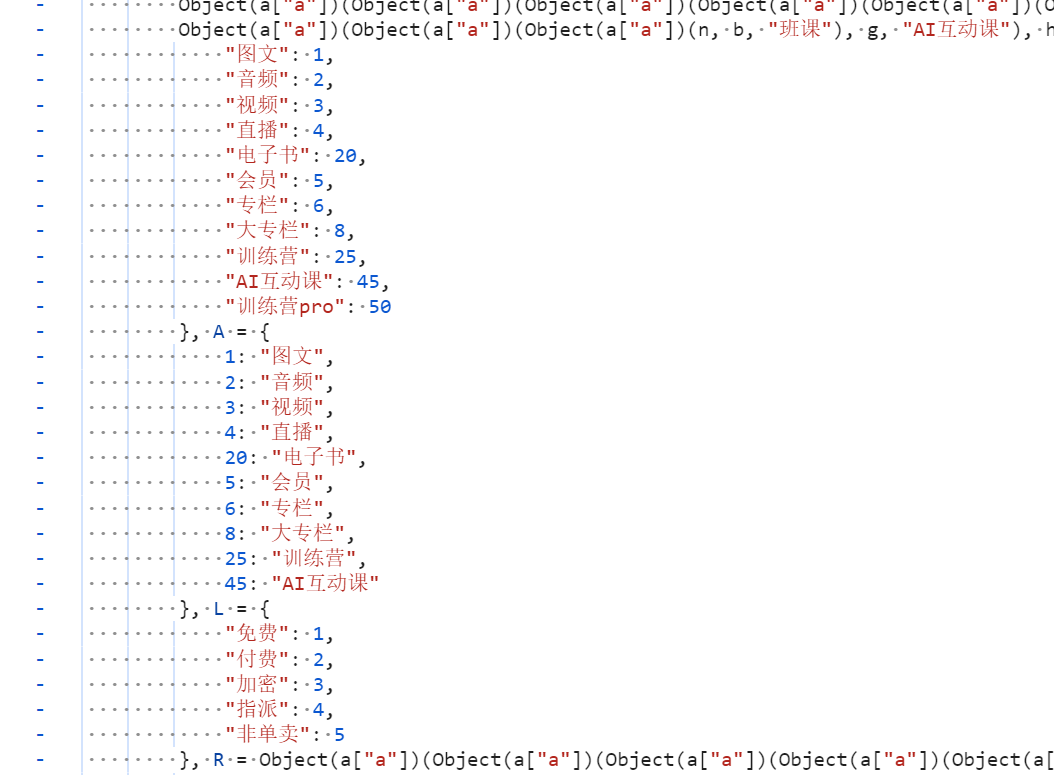 - Object(a["a"])(Object(a["a"])(Object(a["a"])(Object(a["a"])(Object(a["a"])(O
- Object(a["a"])(Object(a["a"])(Object(a["a"])(n, b, "班课"), g, "AI互动课"), h
- "图文": 1,
- "音频": 2,
- "视频": 3,
- "直播": 4,
- "电子书": 20,
- "会员": 5,
- "专栏": 6,
- "大专栏": 8,
- "训练营": 25,
- "AI互动课": 45,
- "训练营pro": 50
- }, A = {
- 1: "图文",
- 2: "音频",
- 3: "视频",
- 4: "直播",
- 20: "电子书",
- 5: "会员",
- 6: "专栏",
- 8: "大专栏",
- 25: "训练营",
- 45: "AI互动课"
- }, L = {
- "免费": 1,
- "付费": 2,
- "加密": 3,
- "指派": 4,
- "非单卖": 5
- }, R = Object(a["a"])(Object(a["a"])(Object(a["a"])(Object(a["a"])(Object(a[